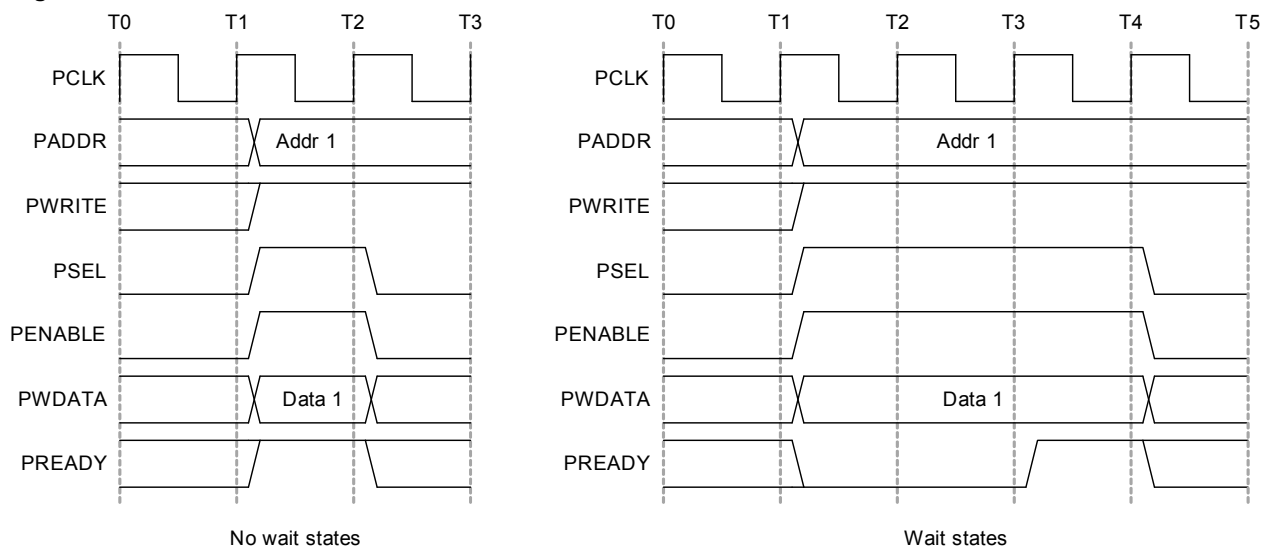 T0 T1 T2 T3 T0 T1 T2 T3 T4 T5
PCLK PCLK
PADDR Addr 1 PADDR Addr 1
PWRITE PWRITE
PSEL PSEL
PENABLE PENABLE
PWDATA Data 1 PWDATA Data 1
PREADY PREADY
No wait states Wait states